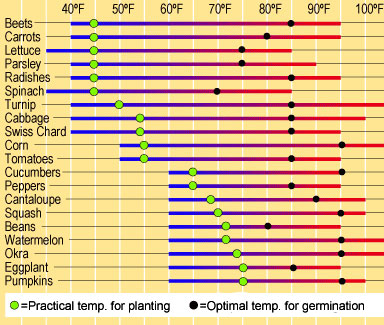 40°F 50°F 60°F 70°F 80°F 90°F 100°F
Beets
Carrots
Lettuce
Parsley
Radishes
Spinach
Turnip
Cabbage
Swiss Chard
Corn
Tomatoes
Cucumbers
Peppers
Cantaloupe
Squash
Beans
Watermelon
Okra
Eggplant
Pumpkins
=Practical temp. for planting =Optimal temp. for germination